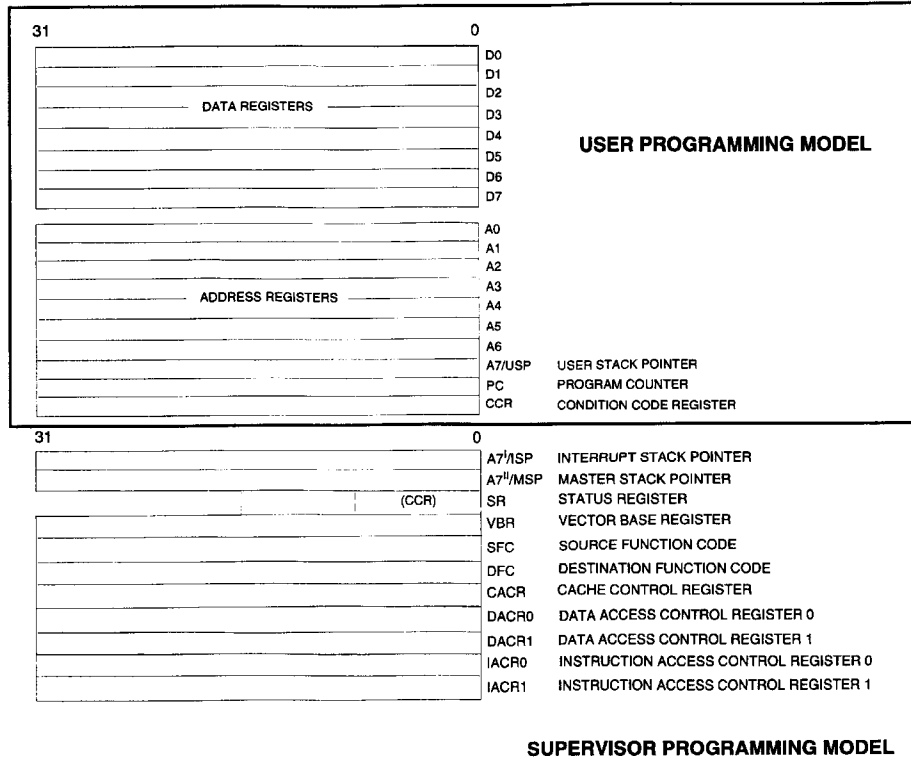 31 0
D0
D1
D2
DATA REGISTERS
D3
D4
USER PROGRAMMING MODEL
D5
D6
D7
A0
A1
A2
A3
ADDRESS REGISTERS
A4
A5
A6
A7/USP USER STACK POINTER
PC PROGRAM COUNTER
CCR CONDITION CODE REGISTER
31 0
A7I/ISP INTERRUPT STACK POINTER
A7II/MSP MASTER STACK POINTER
(CCR) SR STATUS REGISTER
VBR VECTOR BASE REGISTER
SFC SOURCE FUNCTION CODE
DFC DESTINATION FUNCTION CODE
CACR CACHE CONTROL REGISTER
DACR0 DATA ACCESS CONTROL REGISTER 0
DACR1 DATA ACCESS CONTROL REGISTER 1
IACR0 INSTRUCTION ACCESS CONTROL REGISTER 0
IACR1 INSTRUCTION ACCESS CONTROL REGISTER 1
SUPERVISOR PROGRAMMING MODEL